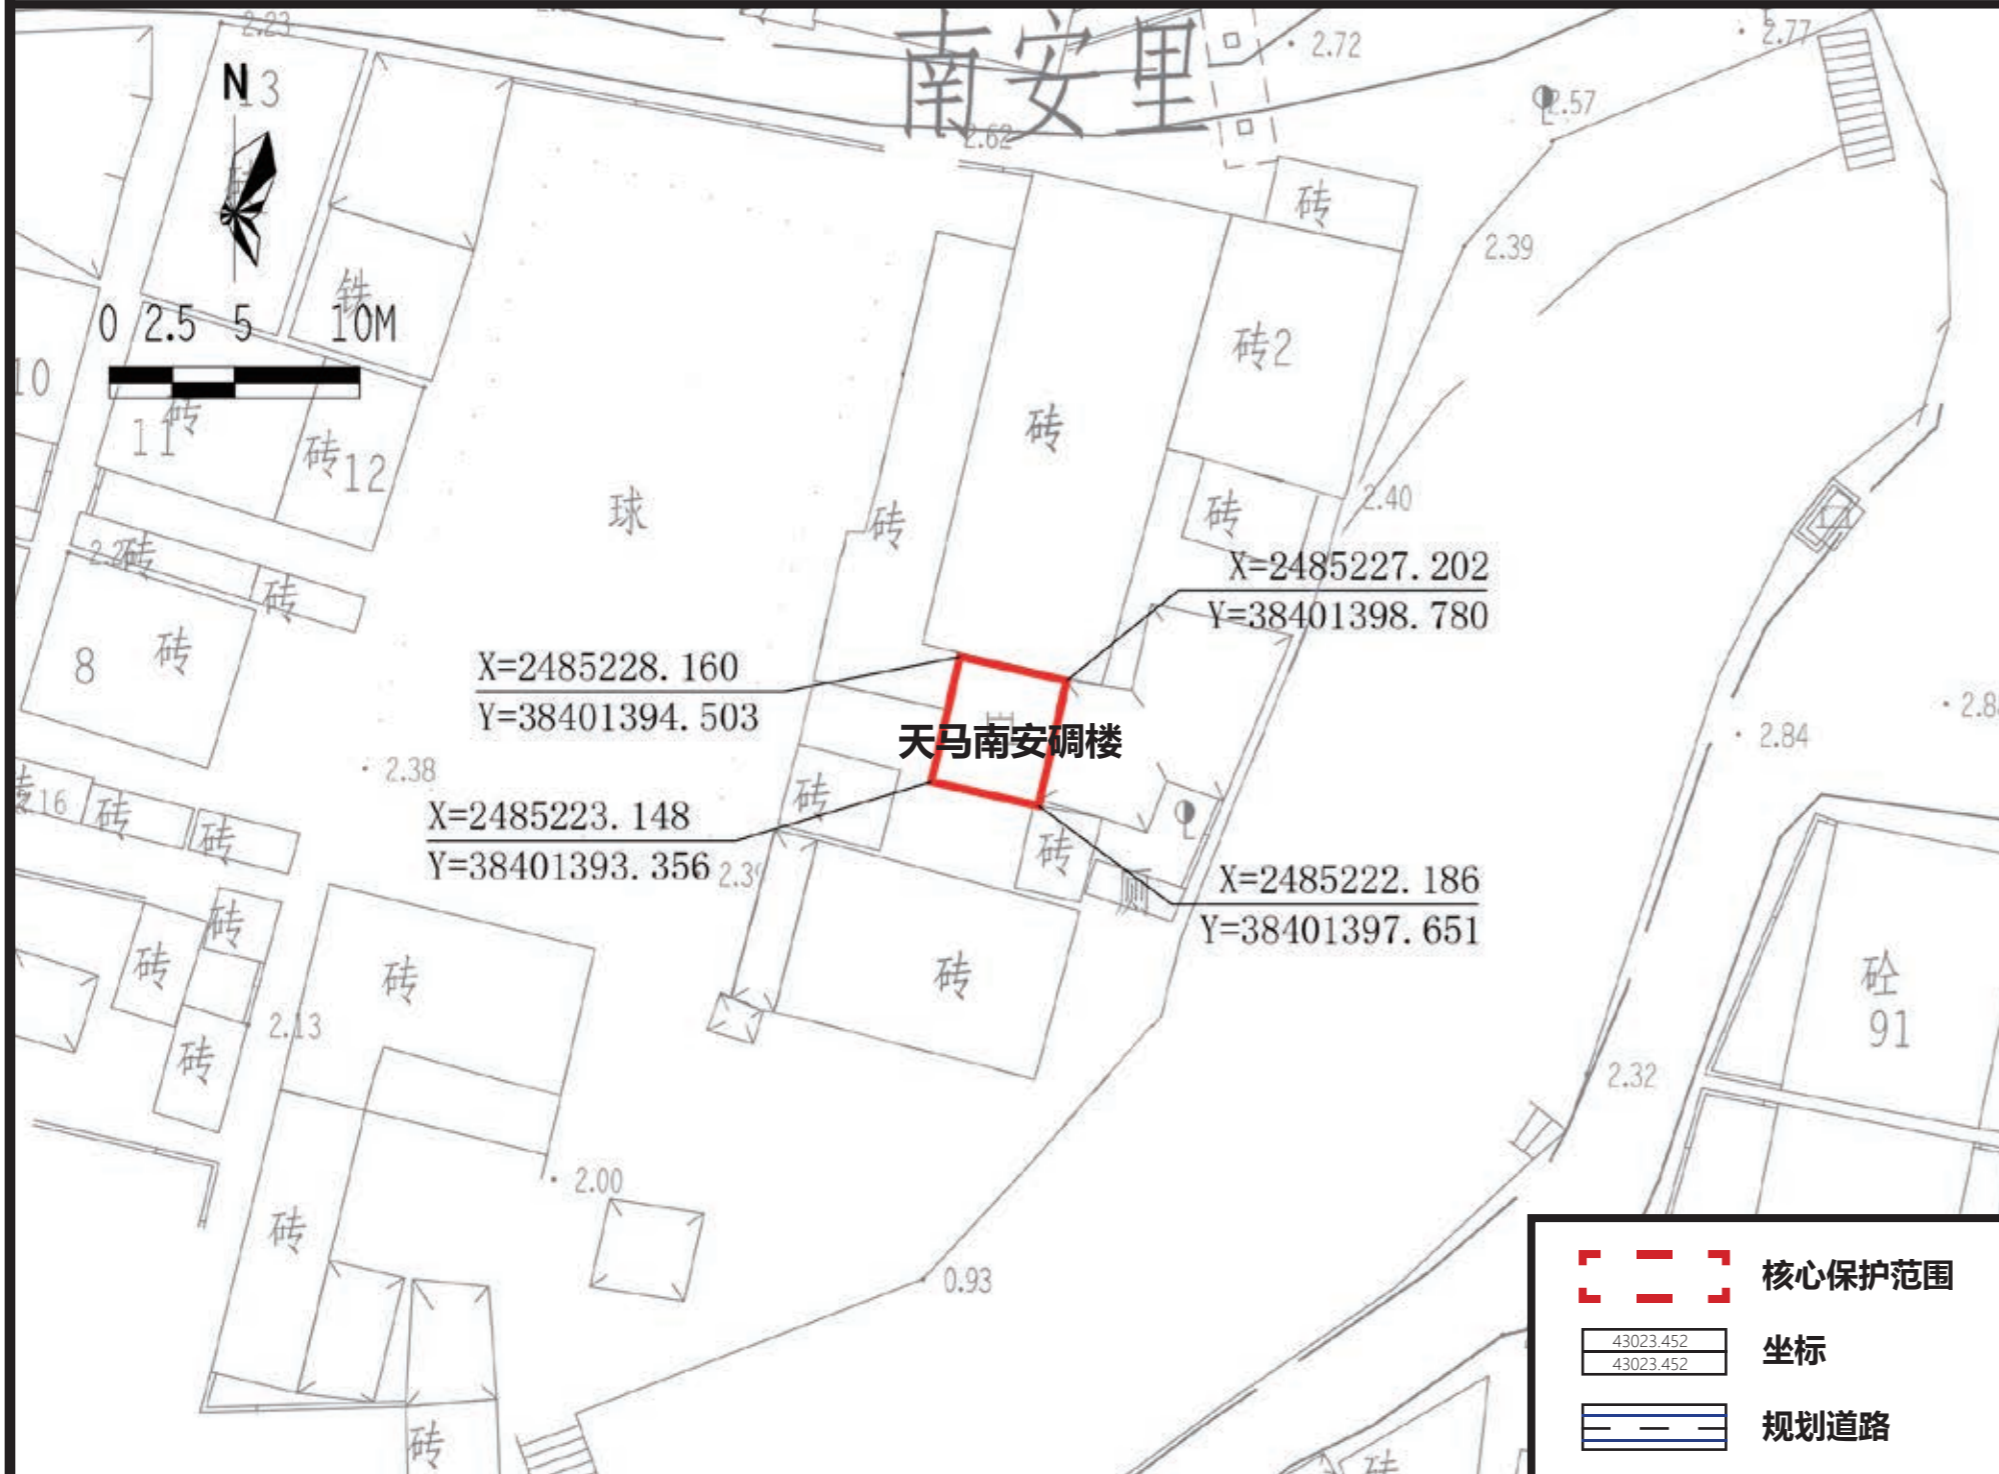 2.23
南安里
2.72
2.77
N
13
2.57
2.62
砖
2.39
铁
0 2.5 5 10M
砖2
10
砖
11
砖
砖12
球
砖
砖
2.40
砖
砖
X=2485227.202
Y=38401398.780
8
砖
X=2485228.160
Y=38401394.503
天马南安碉楼
2.84
2.38
16
砖
砖
砖
X=2485223.148
Y=38401393.356
砖
X=2485222.186
Y=38401397.651
砖
砖
砖
砖
砼
91
2.13
砖
2.32
2.00
砖
0.93
核心保护范围
43023.452
43023.452
坐标
规划道路
砖
砖